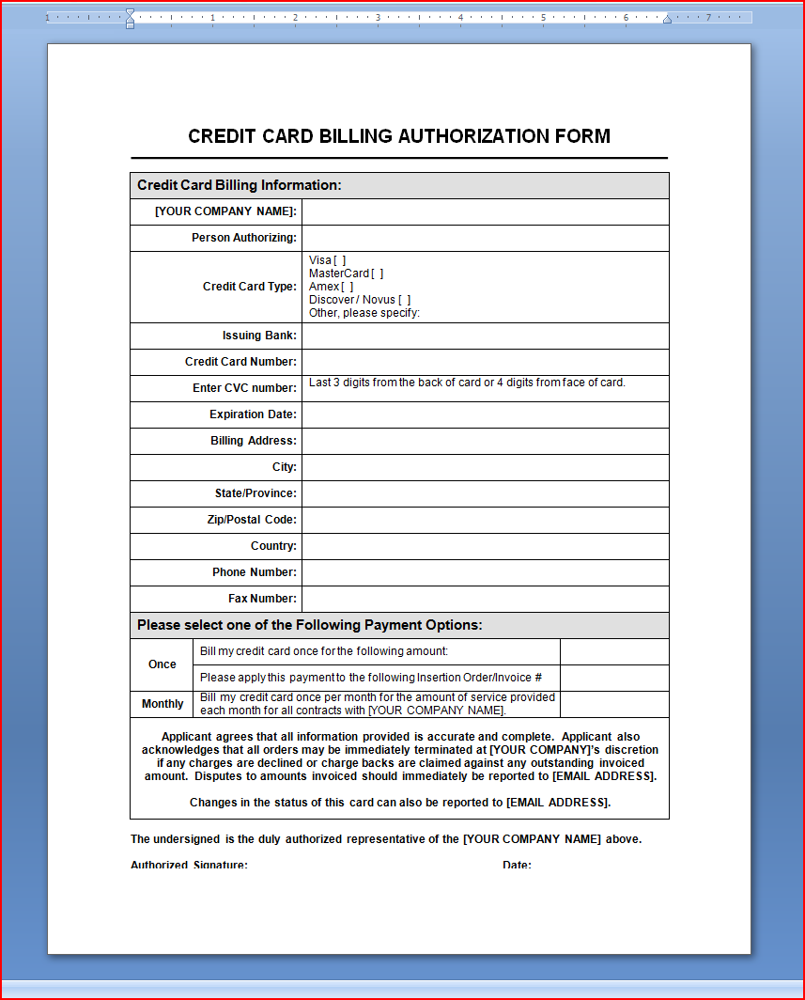 1 1 2 3 4 5 6 7
CREDIT CARD BILLING AUTHORIZATION FORM
Credit Card Billing Information:
[YOUR COMPANY NAME]:
Person Authorizing:
Credit Card Type:
Visa [ ]
MasterCard [ ]
Amex [ ]
Discover / Novus [ ]
Other, please specify:
Issuing Bank:
Credit Card Number:
Enter CVC number: Last 3 digits from the back of card or 4 digits from face of card.
Expiration Date:
Billing Address:
City:
State/Province:
Zip/Postal Code:
Country:
Phone Number:
Fax Number:
Please select one of the Following Payment Options:
Once
Bill my credit card once for the following amount:
Please apply this payment to the following Insertion Order/Invoice #
Monthly
Bill my credit card once per month for the amount of service provided
each month for all contracts with [YOUR COMPANY NAME].
Applicant agrees that all information provided is accurate and complete. Applicant also
acknowledges that all orders may be immediately terminated at [YOUR COMPANY]'s discretion
if any charges are declined or charge backs are claimed against any outstanding invoiced
amount. Disputes to amounts invoiced should immediately be reported to [EMAIL ADDRESS].
Changes in the status of this card can also be reported to [EMAIL ADDRESS].
The undersigned is the duly authorized representative of the [YOUR COMPANY NAME] above.
Authorized Signature: Date: